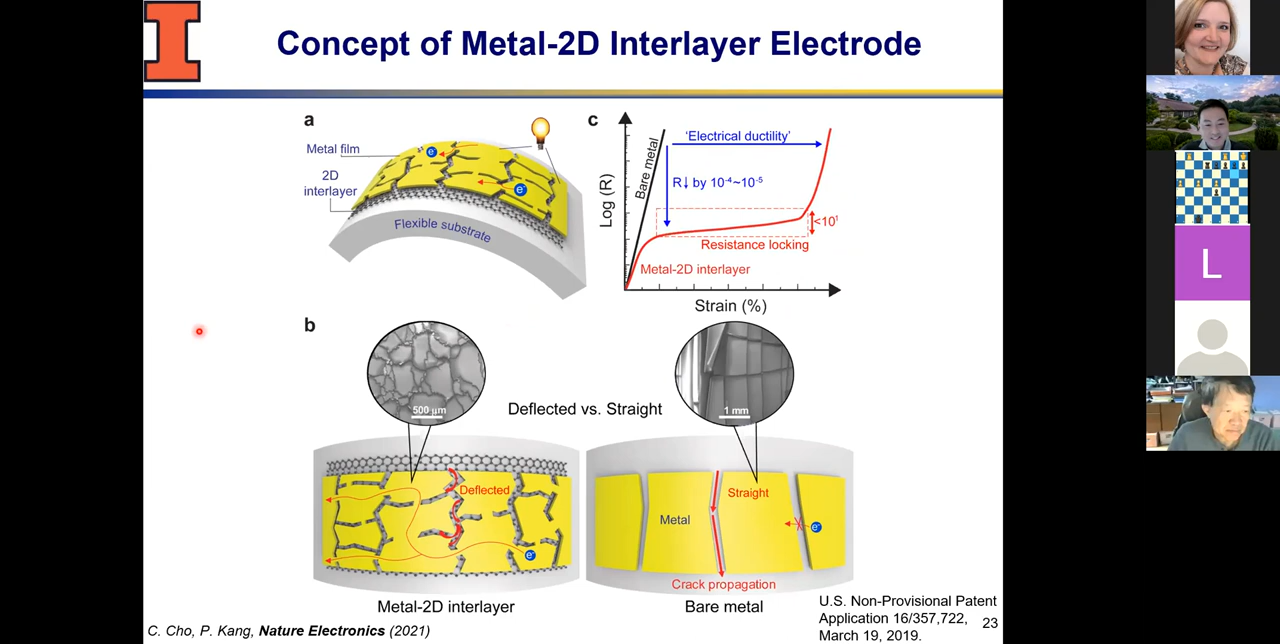 Concept of Metal-2D Interlayer Electrode
a
Metal film
2D
interlayer
e-
e-
Flexible substrate
c
Log (R)
Bare metal
'Electrical ductility'
R↓ by 10-4~10-5
<10¹
Resistance locking
Metal-2D interlayer
Strain (%)
b
500 μm
Deflected vs. Straight
1 mm
Deflected
e-
Metal-2D interlayer
Metal
Straight
e-
Crack propagation
Bare metal
C. Cho, P. Kang, Nature Electronics (2021)
U.S. Non-Provisional Patent
Application 16/357,722,
March 19, 2019.
23
L